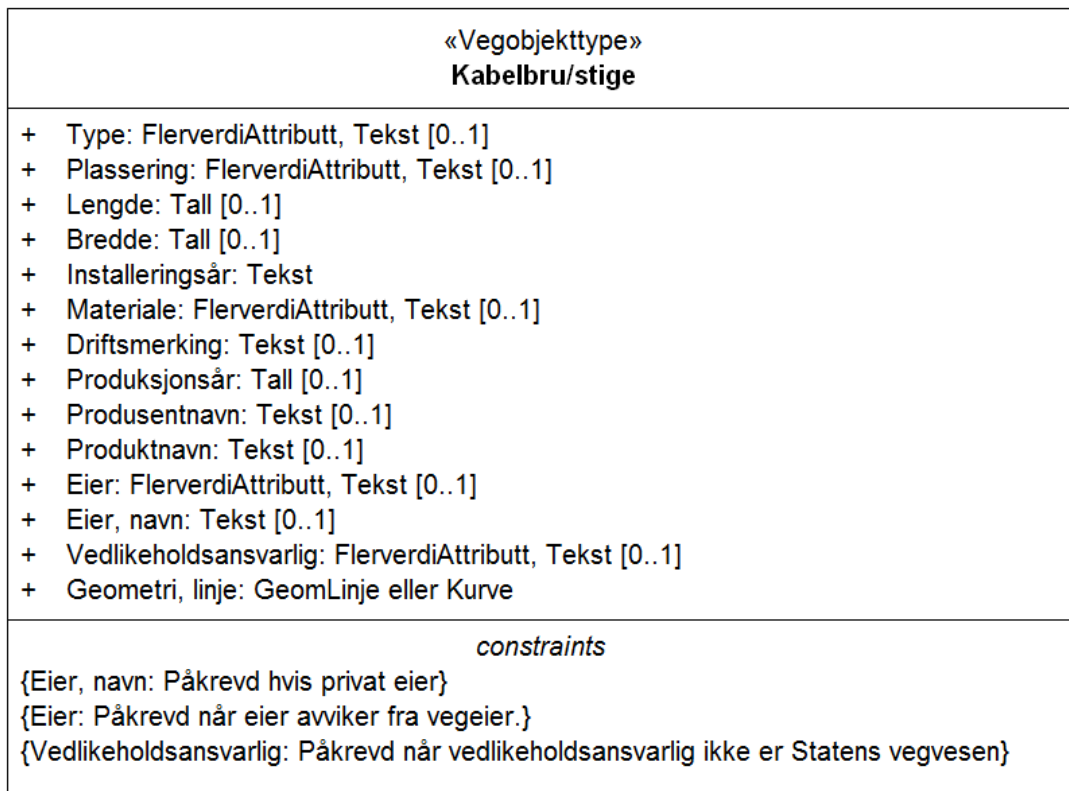 «Vegobjekttype»
Kabelbru/stige
+ Type: FlerverdiAttributt, Tekst [0..1]
+ Plassering: FlerverdiAttributt, Tekst [0..1]
+ Lengde: Tall [0..1]
+ Bredde: Tall [0..1]
+ Installeringsår: Tekst
+ Materiale: FlerverdiAttributt, Tekst [0..1]
+ Driftsmerking: Tekst [0..1]
+ Produksjonsår: Tall [0..1]
+ Produsentnavn: Tekst [0..1]
+ Produktnavn: Tekst [0..1]
+ Eier: FlerverdiAttributt, Tekst [0..1]
+ Eier, navn: Tekst [0..1]
+ Vedlikeholdsansvarlig: FlerverdiAttributt, Tekst [0..1]
+ Geometri, linje: GeomLinje eller Kurve
constraints
{Eier, navn: Påkrevd hvis privat eier}
{Eier: Påkrevd når eier avviker fra vegeier.}
{Vedlikeholdsansvarlig: Påkrevd når vedlikeholdsansvarlig ikke er Statens vegvesen}